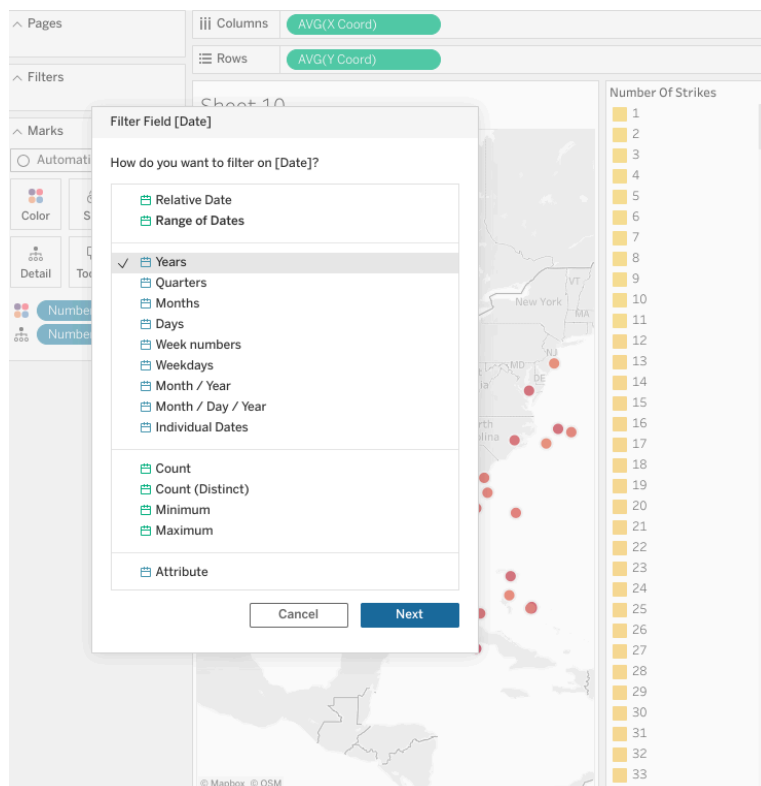 Pages
Columns
AVG(X Coord)
Rows
AVG(Y Coord)
Filters
Marks
Automati
Color
S
Detail
Too
Number
Number
Sheet 10
Filter Field [Date]
How do you want to filter on [Date]?
Relative Date
Range of Dates
Years
Quarters
Months
Days
Week numbers
Weekdays
Month / Year
Month / Day / Year
Individual Dates
Count
Count (Distinct)
Minimum
Maximum
Attribute
Cancel
Next
VT
New York
MA
NJ
MD
DE
ia
rth
lina
© Mapbox © OSM
Number Of Strikes
1
2
3
4
5
6
7
8
9
10
11
12
13
14
15
16
17
18
19
20
21
22
23
24
25
26
27
28
29
30
31
32
33